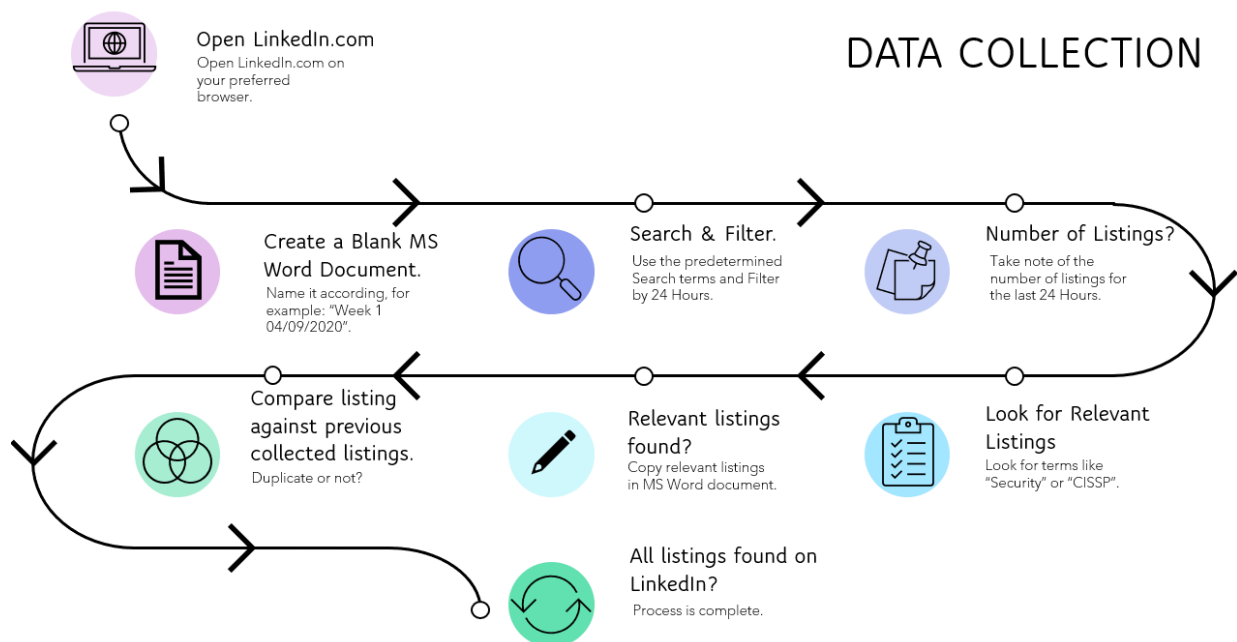 DATA COLLECTION
Open LinkedIn.com
Open LinkedIn.com on
your preferred
browser.
Create a Blank MS
Word Document.
Name it according, for
example: “Week 1
04/09/2020”.
Search & Filter.
Use the predetermined
Search terms and Filter
by 24 Hours.
Number of Listings?
Take note of the
number of listings for
the last 24 Hours.
Look for Relevant
Listings
Look for terms like
“Security” or “CISSP”.
Relevant listings
found?
Copy relevant listings
in MS Word document.
Compare listing
against previous
collected listings.
Duplicate or not?
All listings found on
LinkedIn?
Process is complete.